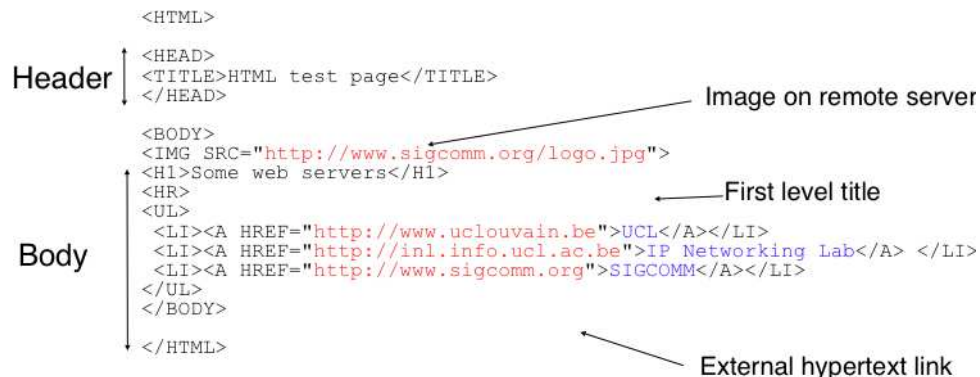 <HTML>
<HEAD>
Header
<TITLE>HTML test page</TITLE>
</HEAD>
Image on remote server
<BODY>
<IMG SRC="http://www.sigcomm.org/logo.jpg">
<H1>Some web servers</H1>
<HR>
First level title
<UL>
<LI><A HREF="http://www.uclouvain.be">UCL</A></LI>
Body
<LI><A HREF="http://inl.info.ucl.ac.be">IP Networking Lab</A> </LI>
<LI><A HREF="http://www.sigcomm.org">SIGCOMM</A></LI>
</UL>
</BODY>
</HTML>
External hypertext link